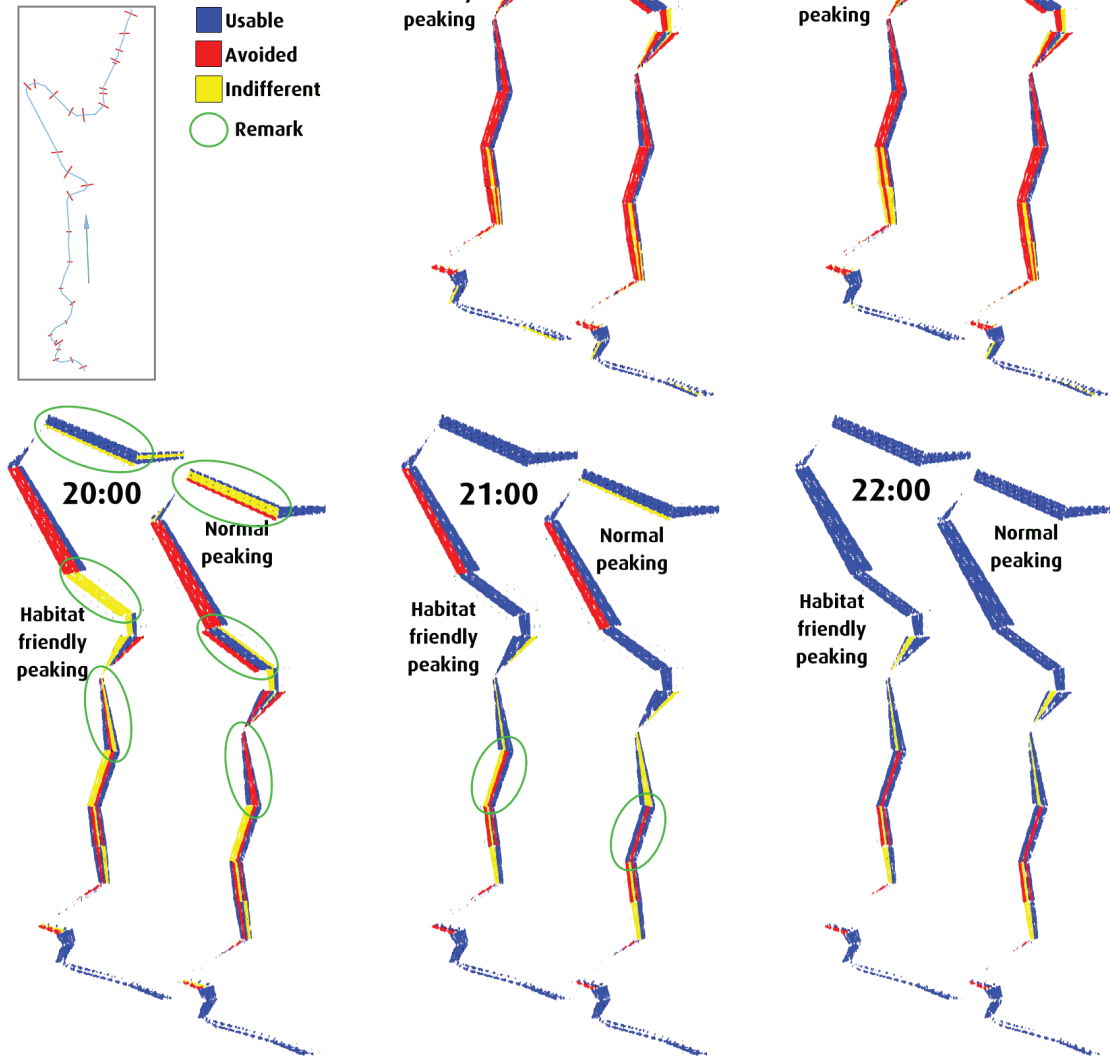 Usable
Avoided
Indifferent
Remark
peaking
peaking
20:00
Normal
peaking
Habitat
friendly
peaking
21:00
Normal
peaking
Habitat
friendly
peaking
22:00
Normal
peaking
Habitat
friendly
peaking